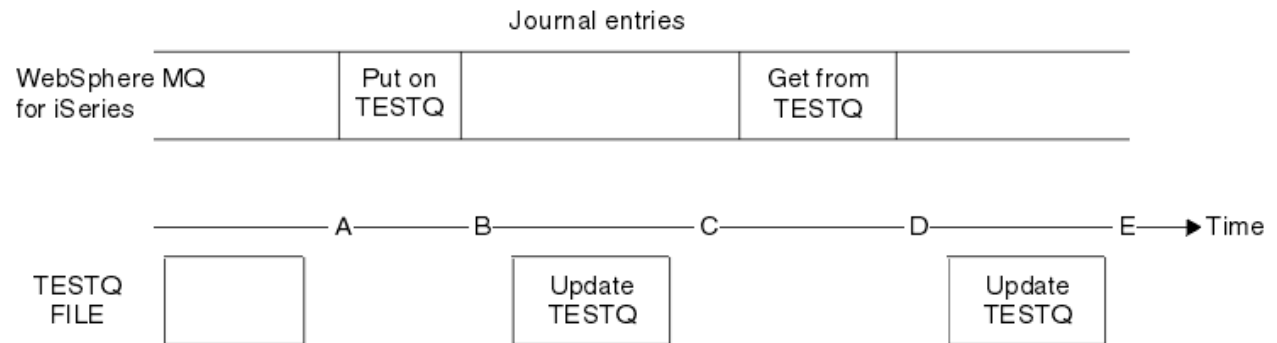 Journal entries
WebSphere MQ
for iSeries
Put on
TESTQ
Get from
TESTQ
A
B
C
D
E
Time
TESTQ
FILE
Update
TESTQ
Update
TESTQ